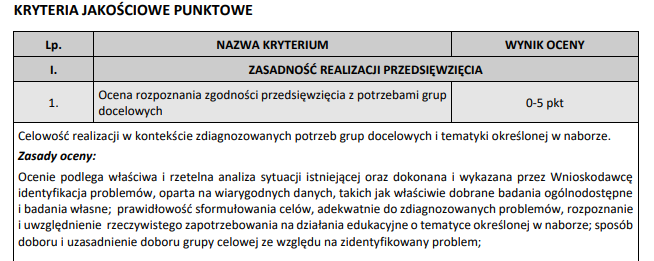 KRYTERIA JAKOŚCIOWE PUNKTOWE
Lp. NAZWA KRYTERIUM WYNIK OCENY
I. ZASADNOŚĆ REALIZACJI PRZEDSIĘWZIĘCIA
1. Ocena rozpoznania zgodności przedsięwzięcia z potrzebami grup docelowych 0-5 pkt
Celowość realizacji w kontekście zdiagnozowanych potrzeb grup docelowych i tematyki określonej w naborze.
Zasady oceny:
Ocenie podlega właściwa i rzetelna analiza sytuacji istniejącej oraz dokonana i wykazana przez Wnioskodawcę
identyfikacja problemów, oparta na wiarygodnych danych, takich jak właściwie dobrane badania ogólnodostępne
i badania własne; prawidłowość sformułowania celów, adekwatnie do zdiagnozowanych problemów, rozpoznanie
i uwzględnienie rzeczywistego zapotrzebowania na działania edukacyjne o tematyce określonej w naborze; sposób
doboru i uzasadnienie doboru grupy celowej ze względu na zidentyfikowany problem;